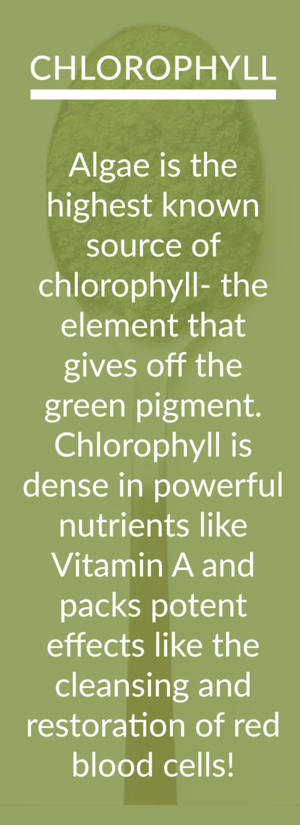 CHLOROPHYLL
Algae is the
highest known
source of
chlorophyll- the
element that
gives off the
green pigment.
Chlorophyll is
dense in powerful
nutrients like
Vitamin A and
packs potent
effects like the
cleansing and
restoration of red
blood cells!